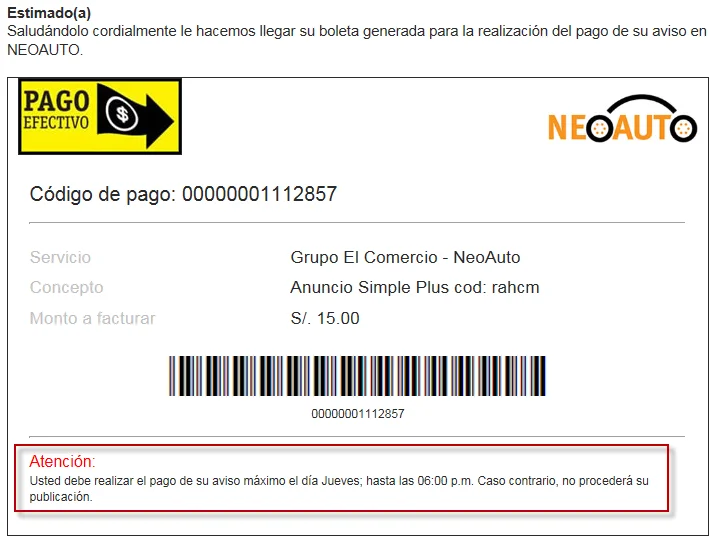 Estimado(a)
Saludándolo cordialmente le hacemos llegar su boleta generada para la realización del pago de su aviso en
NEOAUTO.
PAGO
EFECTIVO
$
NEOAUTO
Código de pago: 00000001112857
Servicio Grupo El Comercio - NeoAuto
Concepto Anuncio Simple Plus cod: rahcm
Monto a facturar S/. 15.00
00000001112857
Atención:
Usted debe realizar el pago de su aviso máximo el día Jueves; hasta las 06:00 p.m. Caso contrario, no procederá su
publicación.